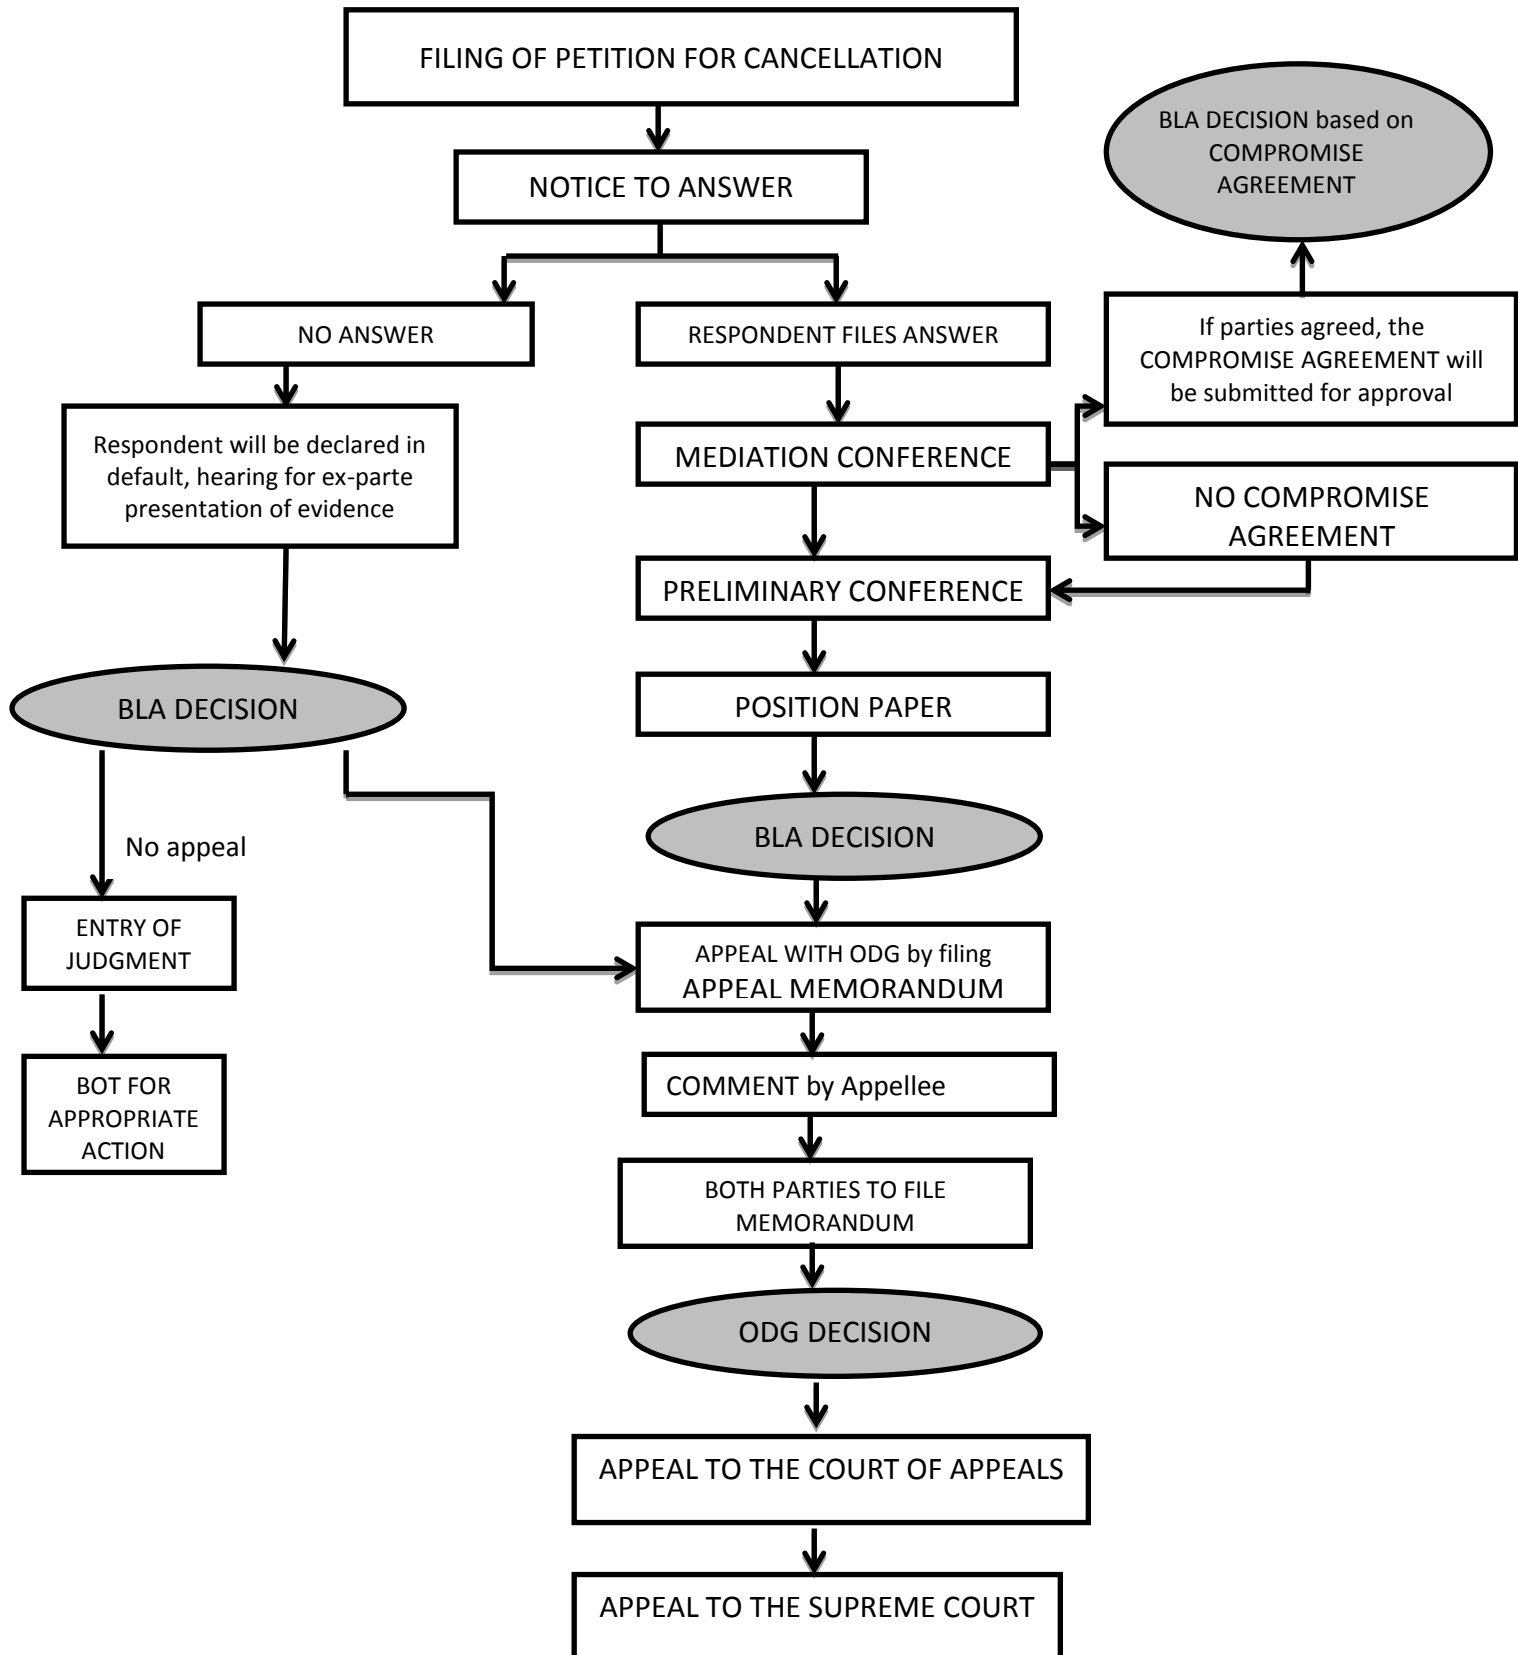 FILING OF PETITION FOR CANCELLATION
BLA DECISION based on
COMPROMISE
AGREEMENT
NOTICE TO ANSWER
NO ANSWER
RESPONDENT FILES ANSWER
If parties agreed, the
COMPROMISE AGREEMENT will
be submitted for approval
Respondent will be declared in
default, hearing for ex-parte
presentation of evidence
MEDIATION CONFERENCE
NO COMPROMISE
AGREEMENT
PRELIMINARY CONFERENCE
BLA DECISION
POSITION PAPER
No appeal
BLA DECISION
ENTRY OF
JUDGMENT
APPEAL WITH ODG by filing
APPEAL MEMORANDUM
BOT FOR
APPROPRIATE
ACTION
COMMENT by Appellee
BOTH PARTIES TO FILE
MEMORANDUM
ODG DECISION
APPEAL TO THE COURT OF APPEALS
APPEAL TO THE SUPREME COURT